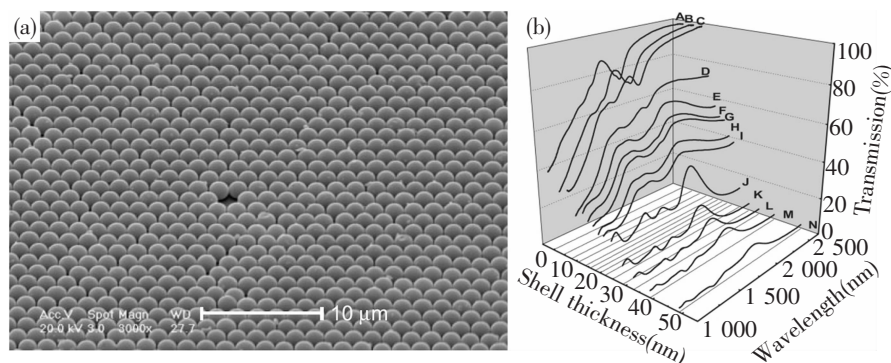 (a)
Acc.V Spot Magn WD
20.0 kV 3.0 3000x 27.7
10 μm
(b)
A B C
D
E
F
G
H
I
J
K
L
M
N
100
80
60
40
20
0
Transmission(%)
0 10 20 30 40 50
Shell thickness(nm)
2 500
2 000
1 500
1 000
Wavelength(nm)